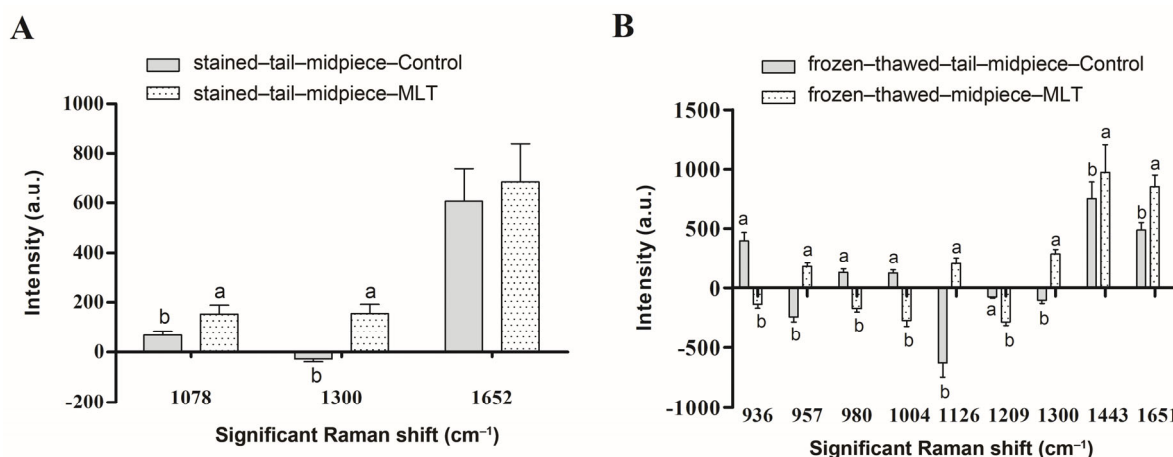 A
stained–tail–midpiece–Control
stained–tail–midpiece–MLT
1000
800
600
400
200
0
-200
Intensity (a.u.)
b
a
b
a
1078
1300
1652
Significant Raman shift (cm⁻¹)
B
frozen–thawed–tail–midpiece–Control
frozen–thawed–midpiece–MLT
1500
1000
500
0
-500
-1000
Intensity (a.u.)
a
b
b
a
a
b
a
b
b
a
a
b
b
a
b
a
b
a
936
957
980
1004
1126
1209
1300
1443
1651
Significant Raman shift (cm⁻¹)